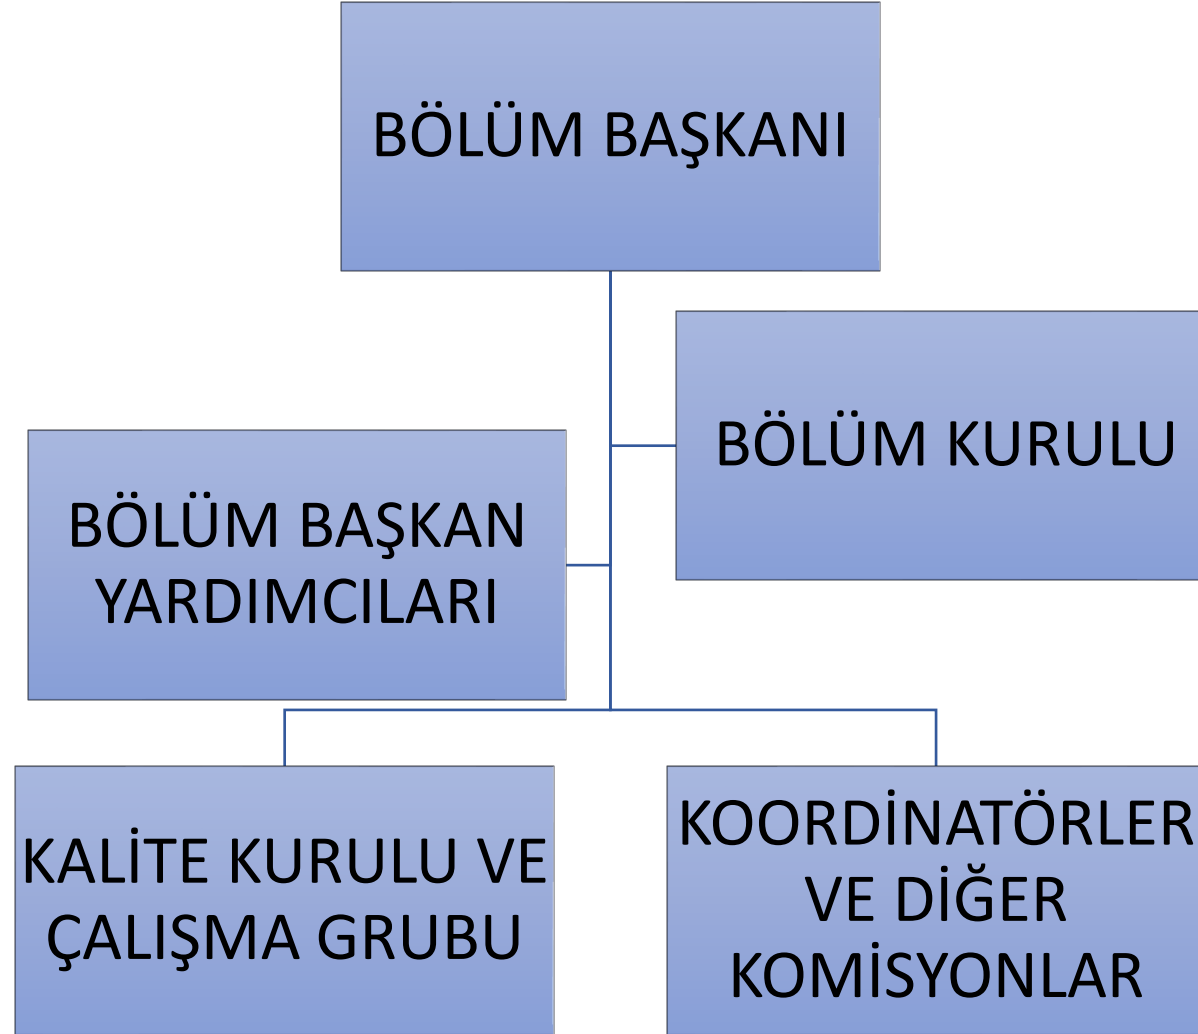 BÖLÜM BAŞKANI
BÖLÜM KURULU
BÖLÜM BAŞKAN
YARDIMCILARI
KALİTE KURULU VE
ÇALIŞMA GRUBU
KOORDİNATÖRLER
VE DİĞER
KOMİSYONLAR